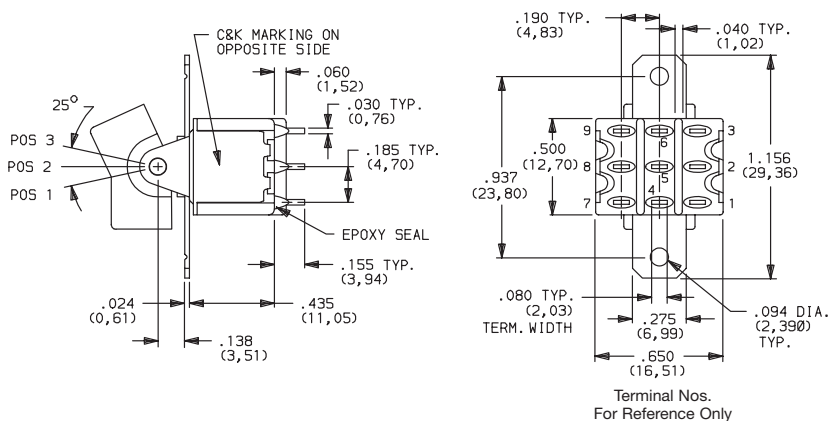 C&K MARKING ON
OPPOSITE SIDE
.060
(1,52)
.030 TYP.
(0,76)
25°
POS 3
POS 2
POS 1
.185 TYP.
(4,70)
EPOXY SEAL
.155 TYP.
(3,94)
.024
(0,61)
.435
(11,05)
.138
(3,51)
.190 TYP.
(4,83)
.040 TYP.
(1,02)
9
6
3
.500
(12,70)
8
5
2
1.156
(29,36)
.937
(23,80)
7
4
1
.080 TYP.
(2,03)
TERM. WIDTH
.275
(6,99)
.094 DIA.
(2,390)
TYP.
.650
(16,51)
Terminal Nos.
For Reference Only